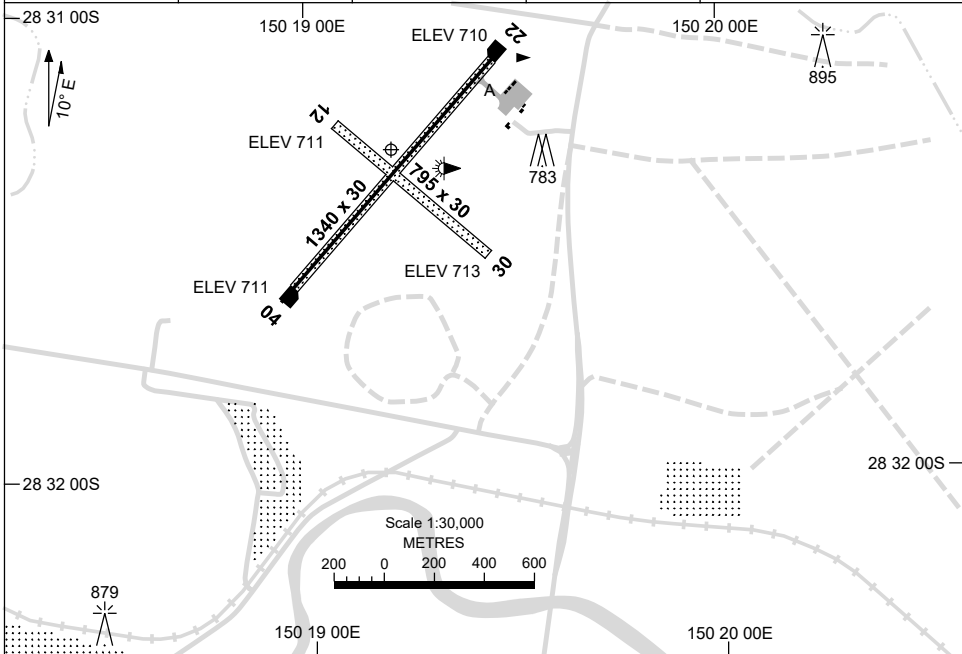 28 31 00S
150 19 00E
150 20 00E
ELEV 710
22
895
10° E
A
12
ELEV 711
783
795 x 30
1340 x 30
ELEV 713
30
ELEV 711
04
28 32 00S
28 32 00S
Scale 1:30,000
METRES
200 0 200 400 600
879
150 19 00E
150 20 00E